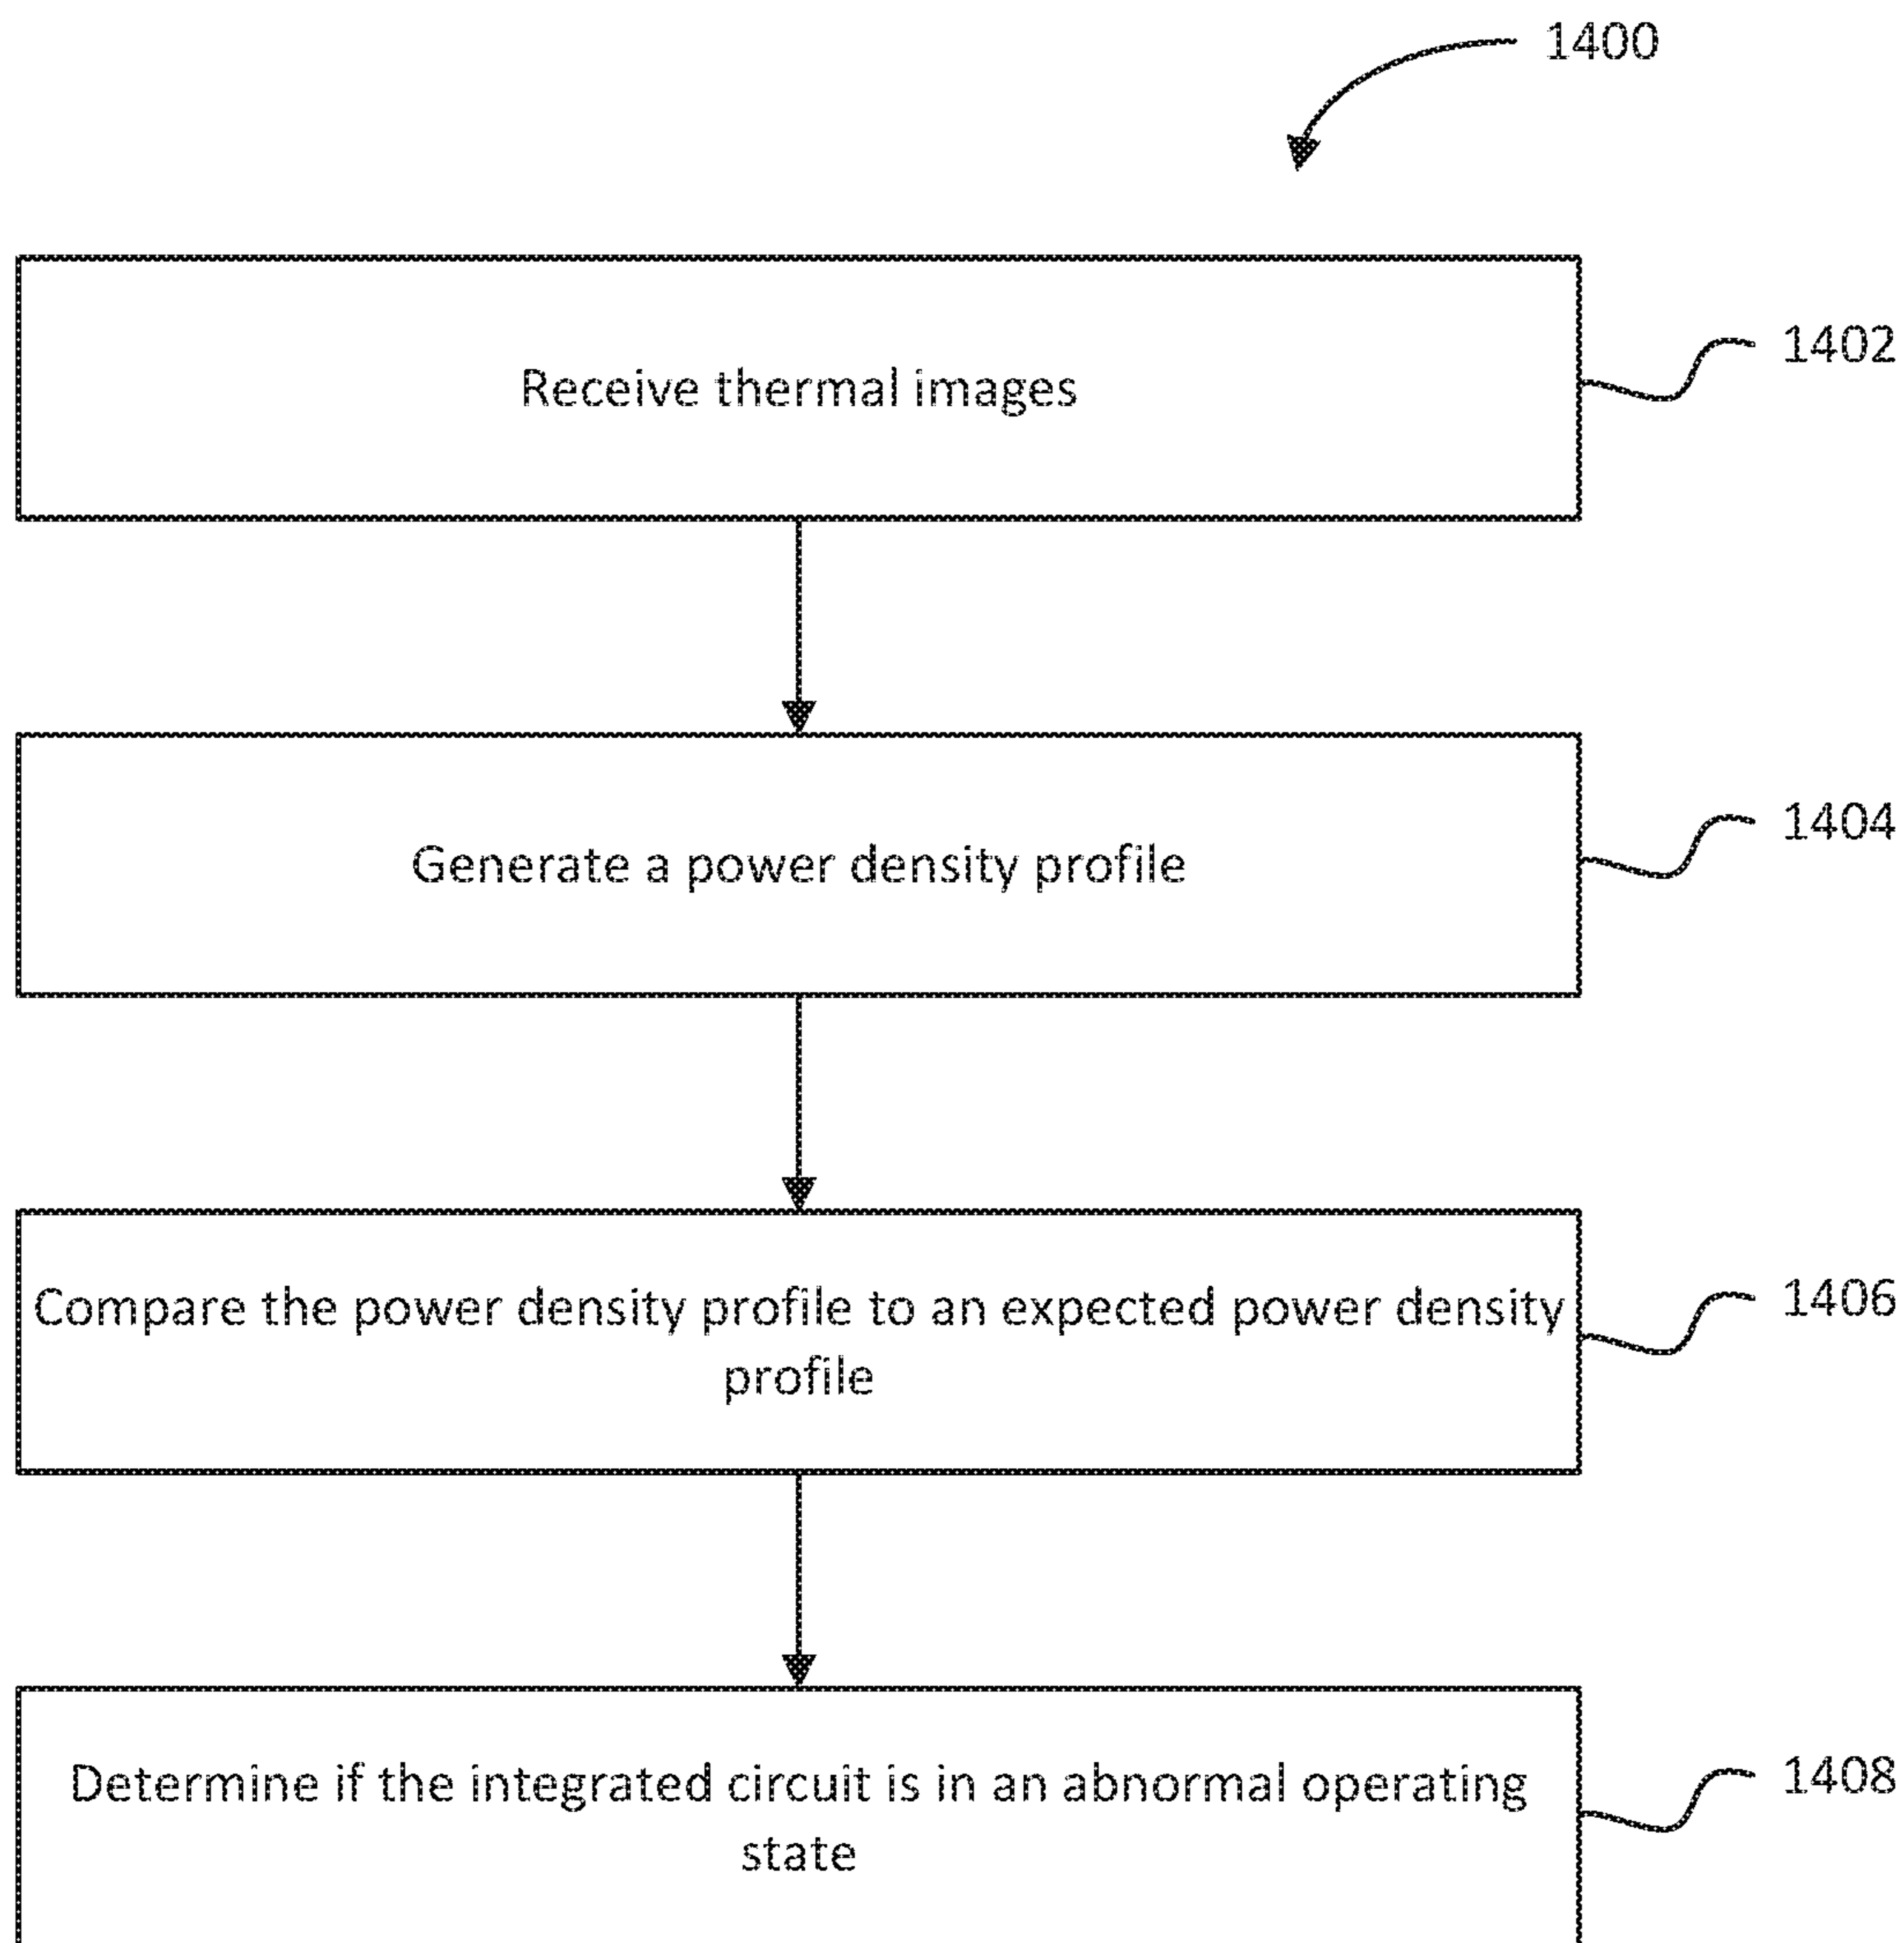 1400
Receive thermal images
1402
Generate a power density profile
1404
Compare the power density profile to an expected power density
profile
1406
Determine if the integrated circuit is in an abnormal operating
state
1408